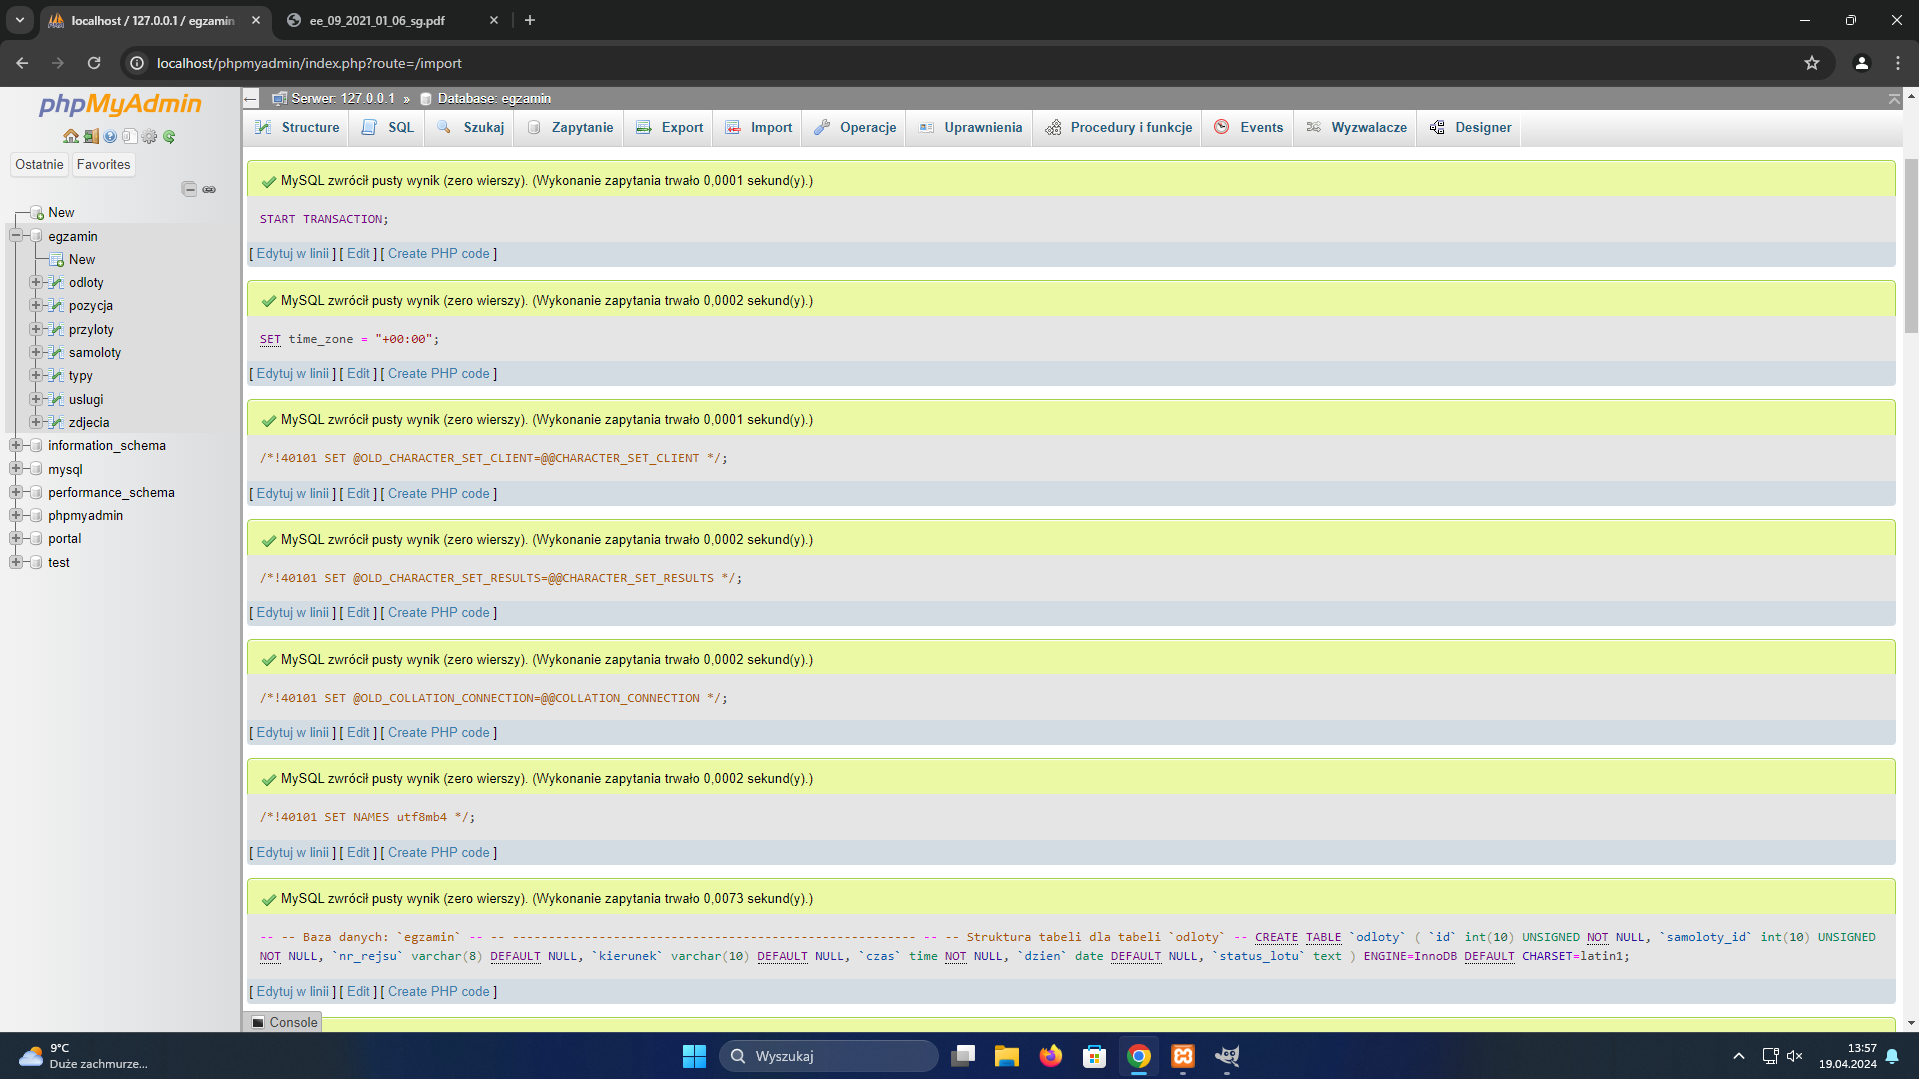 localhost / 127.0.0.1 / egzamin
ee_09_2021_01_06_sg.pdf
localhost/phpmyadmin/index.php?route=/import
phpMyAdmin
Ostatnie
Favorites
New
egzamin
New
odloty
pozycja
przyloty
samoloty
typy
uslugi
zdjecia
information_schema
mysql
performance_schema
phpmyadmin
portal
test
Serwer: 127.0.0.1 » Database: egzamin
Structure SQL Szukaj Zapytanie Export Import Operacje Uprawnienia Procedury i funkcje Events Wyzwalacze Designer
MySQL zwrócił pusty wynik (zero wierszy). (Wykonanie zapytania trwało 0,0001 sekund(y).)
START TRANSACTION;
[ Edytuj w linii ] [ Edit ] [ Create PHP code ]
MySQL zwrócił pusty wynik (zero wierszy). (Wykonanie zapytania trwało 0,0002 sekund(y).)
SET time_zone = "+00:00";
[ Edytuj w linii ] [ Edit ] [ Create PHP code ]
MySQL zwrócił pusty wynik (zero wierszy). (Wykonanie zapytania trwało 0,0001 sekund(y).)
/*!40101 SET @OLD_CHARACTER_SET_CLIENT=@@CHARACTER_SET_CLIENT */;
[ Edytuj w linii ] [ Edit ] [ Create PHP code ]
MySQL zwrócił pusty wynik (zero wierszy). (Wykonanie zapytania trwało 0,0002 sekund(y).)
/*!40101 SET @OLD_CHARACTER_SET_RESULTS=@@CHARACTER_SET_RESULTS */;
[ Edytuj w linii ] [ Edit ] [ Create PHP code ]
MySQL zwrócił pusty wynik (zero wierszy). (Wykonanie zapytania trwało 0,0002 sekund(y).)
/*!40101 SET @OLD_COLLATION_CONNECTION=@@COLLATION_CONNECTION */;
[ Edytuj w linii ] [ Edit ] [ Create PHP code ]
MySQL zwrócił pusty wynik (zero wierszy). (Wykonanie zapytania trwało 0,0002 sekund(y).)
/*!40101 SET NAMES utf8mb4 */;
[ Edytuj w linii ] [ Edit ] [ Create PHP code ]
MySQL zwrócił pusty wynik (zero wierszy). (Wykonanie zapytania trwało 0,0073 sekund(y).)
-- -- Baza danych: `egzamin` -- -- -------------------------------------------------------- -- -- Struktura tabeli dla tabeli `odloty` -- CREATE TABLE `odloty` ( `id` int(10) UNSIGNED NOT NULL, `samoloty_id` int(10) UNSIGNED
NOT NULL, `nr_rejsu` varchar(8) DEFAULT NULL, `kierunek` varchar(10) DEFAULT NULL, `czas` time NOT NULL, `dzien` date DEFAULT NULL, `status_lotu` text ) ENGINE=InnoDB DEFAULT CHARSET=latin1;
[ Edytuj w linii ] [ Edit ] [ Create PHP code ]
Console
9°C
Duże zachmurze...
Wyszukaj
13:57
19.04.2024